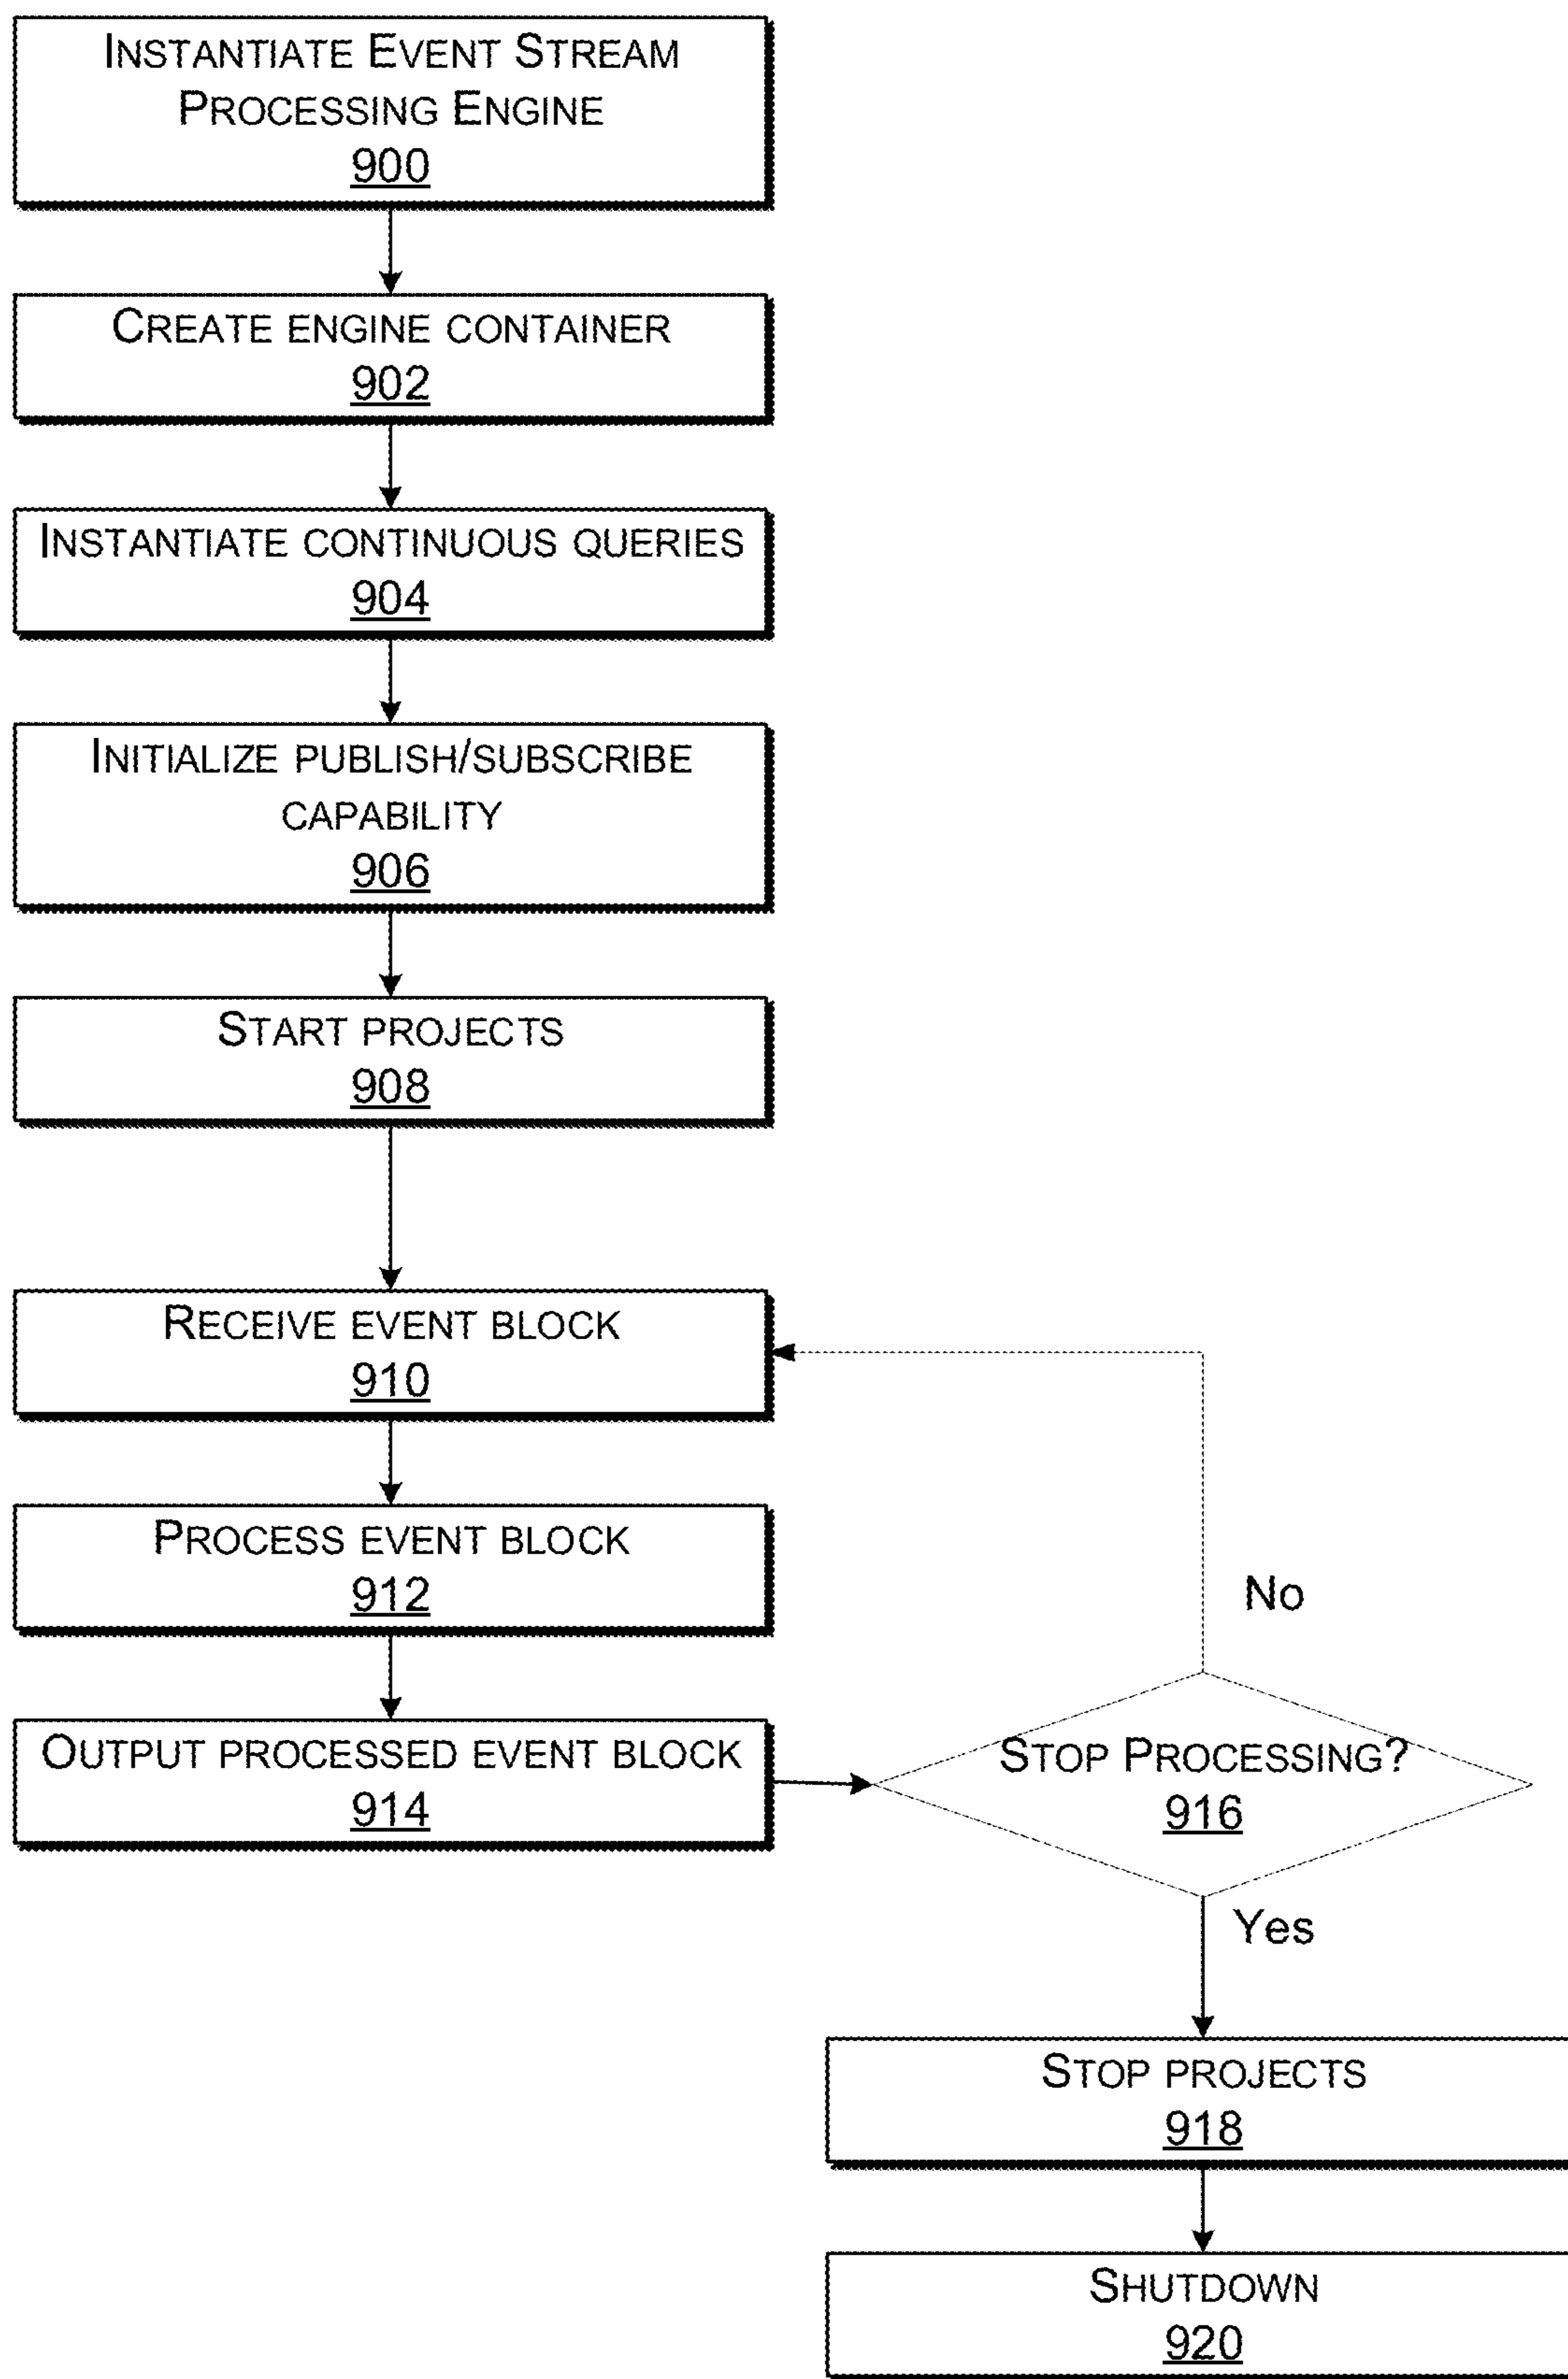 INSTANTIATE EVENT STREAM
PROCESSING ENGINE
900
CREATE ENGINE CONTAINER
902
INSTANTIATE CONTINUOUS QUERIES
904
INITIALIZE PUBLISH/SUBSCRIBE
CAPABILITY
906
START PROJECTS
908
RECEIVE EVENT BLOCK
910
PROCESS EVENT BLOCK
912
No
OUTPUT PROCESSED EVENT BLOCK
914
STOP PROCESSING?
916
Yes
STOP PROJECTS
918
SHUTDOWN
920